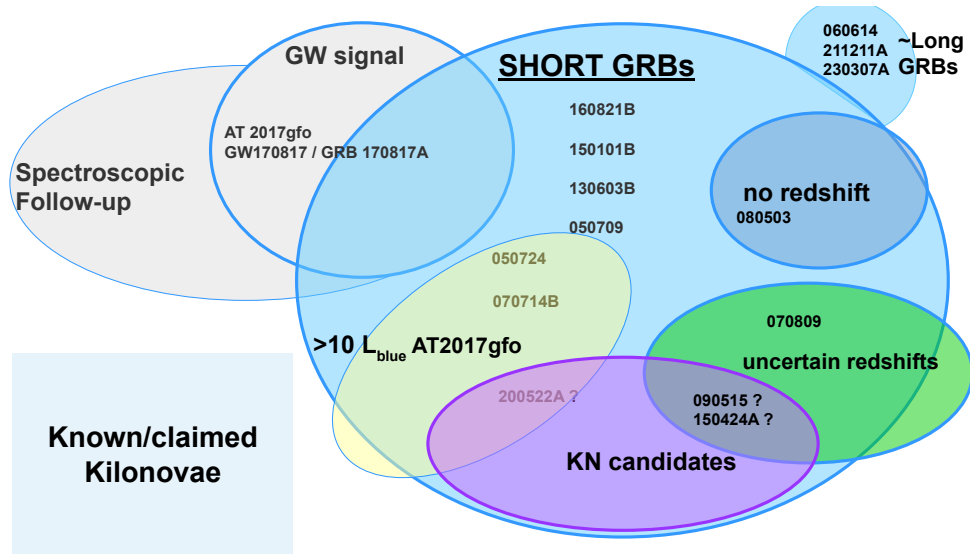 GW signal
SHORT GRBs
060614
211211A
230307A
~Long
GRBs
160821B
AT 2017gfo
GW170817 / GRB 170817A
150101B
Spectroscopic
Follow-up
130603B
no redshift
080503
050709
050724
070714B
070809
>10 Lblue AT2017gfo
uncertain redshifts
200522A ?
090515 ?
150424A ?
KN candidates
Known/claimed
Kilonovae